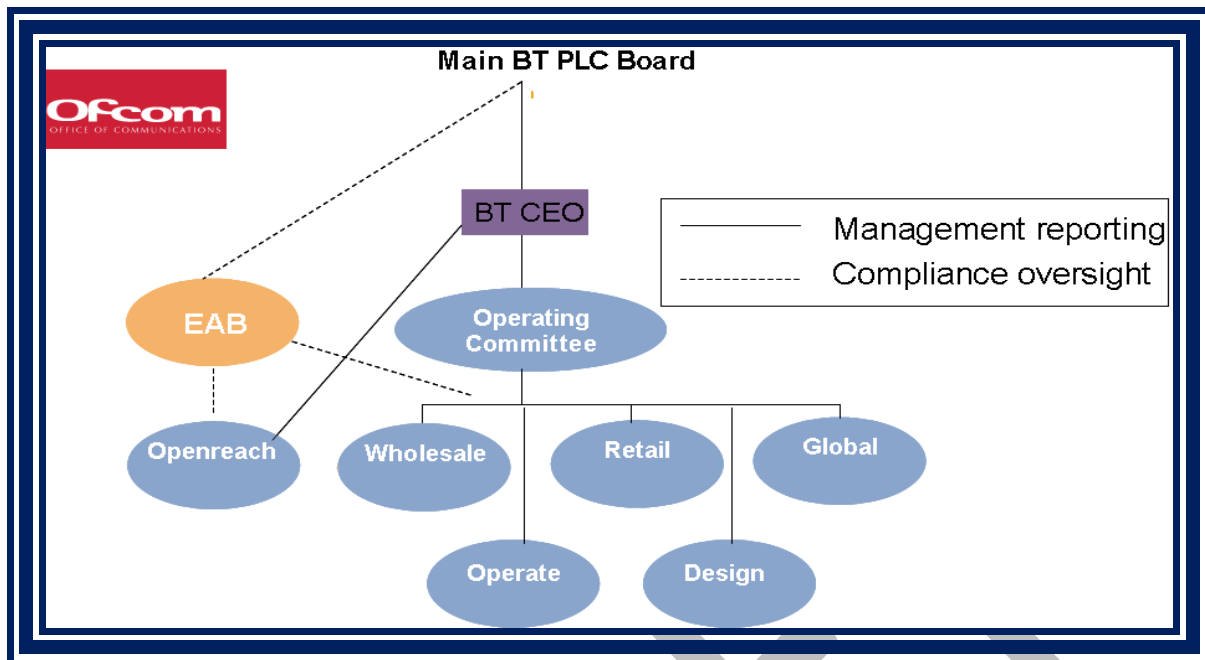 Main BT PLC Board
Ofcom
OFFICE OF COMMUNICATIONS
BT CEO
Management reporting
Compliance oversight
EAB
Operating
Committee
Openreach
Wholesale
Retail
Global
Operate
Design